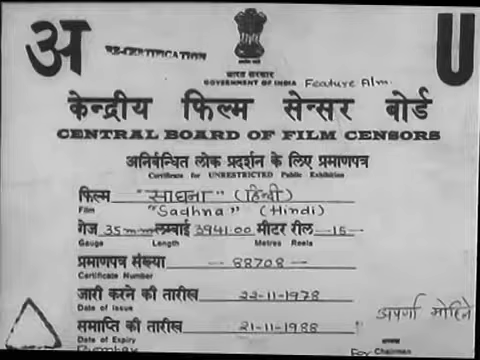 अ RE-CERTIFICATION U
भारत सरकार
GOVERNMENT OF INDIA Feature Film.
केन्द्रीय फिल्म सेन्सर बोर्ड
CENTRAL BOARD OF FILM CENSORS
अनिर्बन्धित लोक प्रदर्शन के लिए प्रमाणपत्र
Certificate for UNRESTRICTED Public Exhibition
फिल्म "साधना" (हिन्दी)
Film "Sadhna" (Hindi)
गेज 35mm लम्बाई 3941.00 मीटर रील 15
Gauge Length Metres Reels
प्रमाणपत्र संख्या 88708
Certificate Number
जारी करने की तारीख 22-11-1978
Date of Issue
समाप्ति की तारीख 21-11-1988
Date of Expiry
Bombay
For Chairman